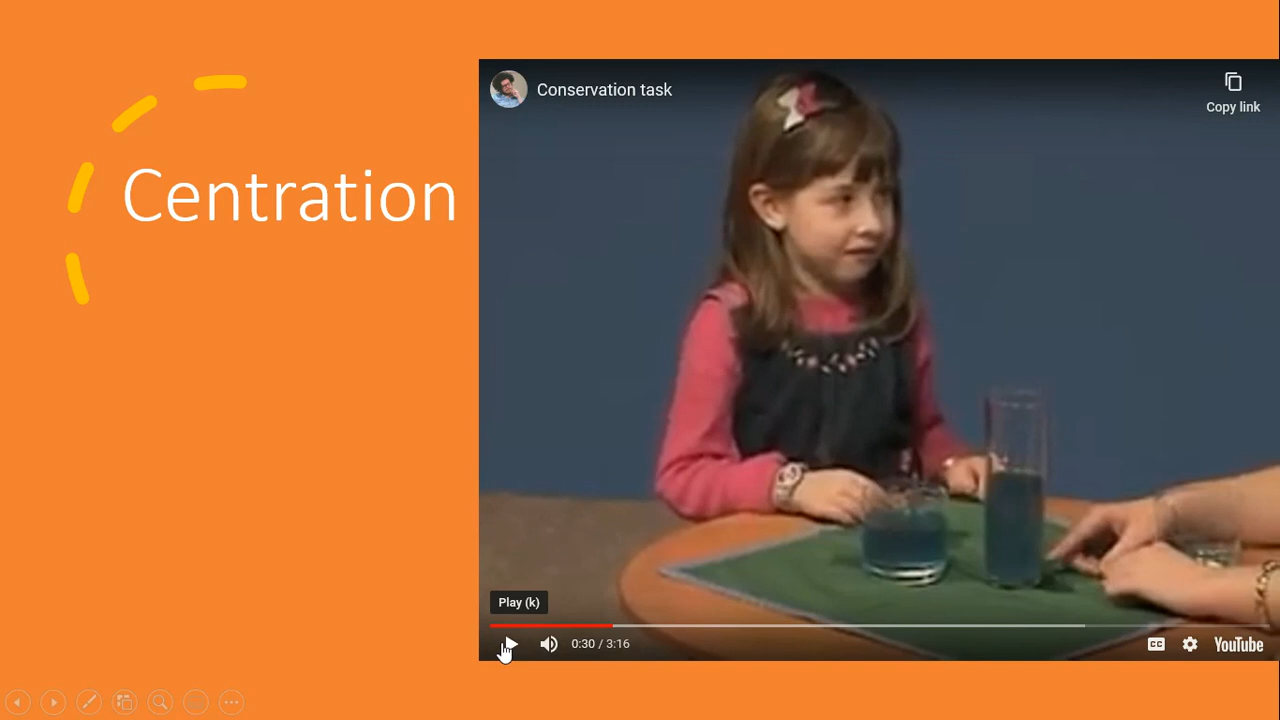 Centration
Conservation task
Copy link
Play (k)
0:30 / 3:16
CC
YouTube